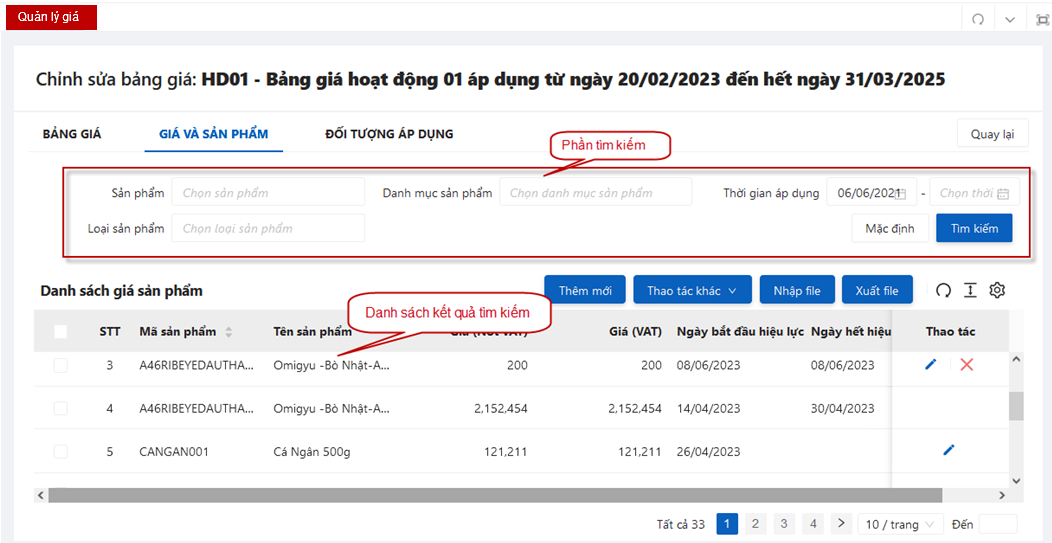 Quản lý giá
Chỉnh sửa bảng giá: HD01 - Bảng giá hoạt động 01 áp dụng từ ngày 20/02/2023 đến hết ngày 31/03/2025
BẢNG GIÁ GIÁ VÀ SẢN PHẨM ĐỐI TƯỢNG ÁP DỤNG Quay lại
Phần tìm kiếm
Sản phẩm Chọn sản phẩm Danh mục sản phẩm Chọn danh mục sản phẩm Thời gian áp dụng 06/06/2021 - Chọn thời
Loại sản phẩm Chọn loại sản phẩm Mặc định Tìm kiếm
Danh sách giá sản phẩm Thêm mới Thao tác khác Nhập file Xuất file
Danh sách kết quả tìm kiếm
STT Mã sản phẩm Tên sản phẩm Giá (Not VAT) Giá (VAT) Ngày bắt đầu hiệu lực Ngày hết hiệu Thao tác
3 A46RIBEYEDAUTHA... Omigyu -Bò Nhật-A... 200 200 08/06/2023 08/06/2023
4 A46RIBEYEDAUTHA... Omigyu -Bò Nhật-A... 2,152,454 2,152,454 14/04/2023 30/04/2023
5 CANGAN001 Cá Ngân 500g 121,211 121,211 26/04/2023
Tất cả 33 1 2 3 4 10 / trang Đến